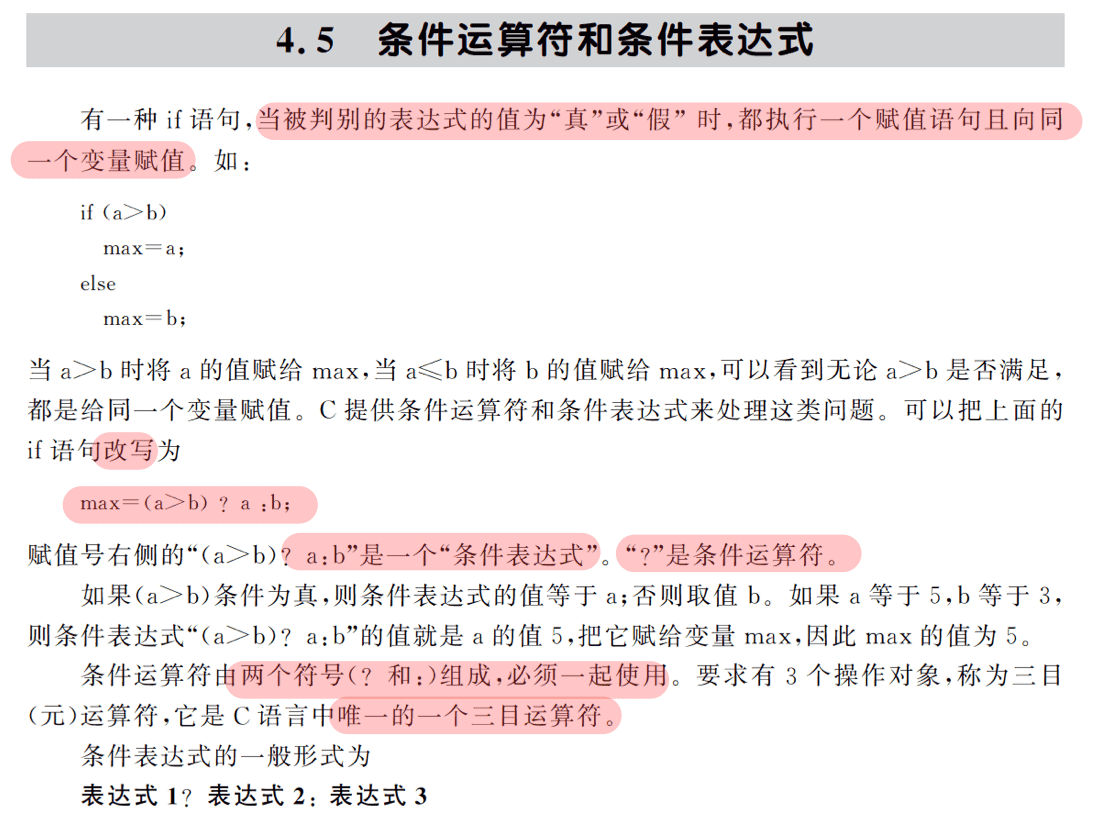 4.5 条件运算符和条件表达式
有一种 if 语句,当被判别的表达式的值为“真”或“假” 时,都执行一个赋值语句且向同
一个变量赋值。如:
if (a>b)
max=a;
else
max=b;
当 a>b 时将 a 的值赋给 max,当 a≤b 时将 b 的值赋给 max,可以看到无论 a>b 是否满足,
都是给同一个变量赋值。C 提供条件运算符和条件表达式来处理这类问题。可以把上面的
if 语句改写为
max=(a>b) ? a :b;
赋值号右侧的“(a>b)? a:b”是一个“条件表达式”。“?”是条件运算符。
如果(a>b)条件为真,则条件表达式的值等于 a;否则取值 b。如果 a 等于 5,b 等于 3,
则条件表达式“(a>b)? a:b”的值就是 a 的值 5,把它赋给变量 max,因此 max 的值为 5。
条件运算符由两个符号(? 和:)组成,必须一起使用。要求有 3 个操作对象,称为三目
(元)运算符,它是 C 语言中唯一的一个三目运算符。
条件表达式的一般形式为
表达式 1? 表达式 2: 表达式 3